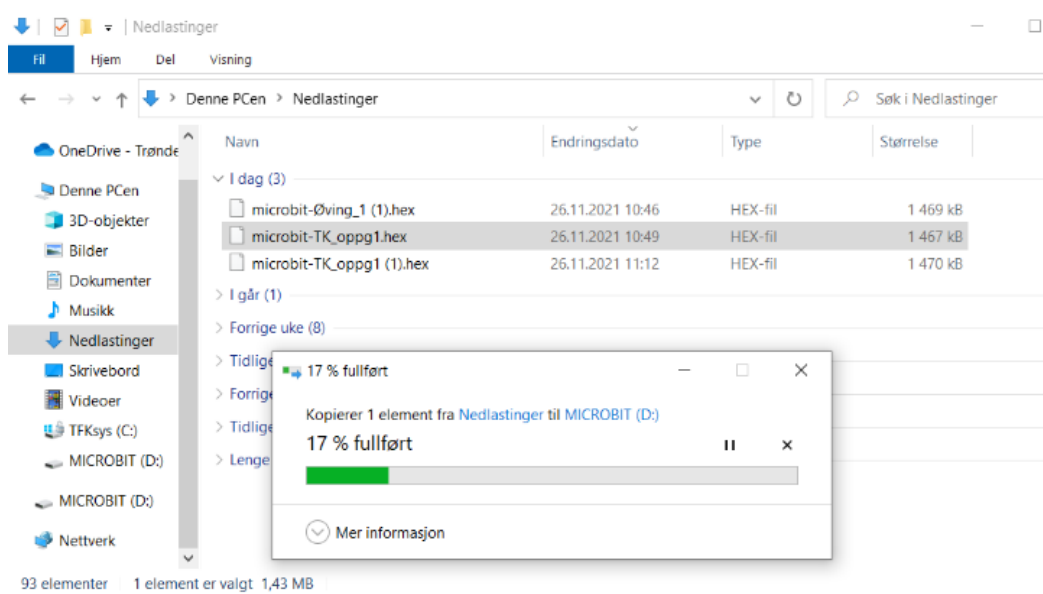 Nedlastinger
Fil Hjem Del Visning
Denne PCen > Nedlastinger Søk i Nedlastinger
OneDrive - Trønde
Denne PCen
3D-objekter
Bilder
Dokumenter
Musikk
Nedlastinger
Skrivebord
Videoer
TFKsys (C:)
MICROBIT (D:)
MICROBIT (D:)
Nettverk
Navn Endringsdato Type Størrelse
I dag (3)
microbit-Øving_1 (1).hex 26.11.2021 10:46 HEX-fil 1 469 kB
microbit-TK_oppg1.hex 26.11.2021 10:49 HEX-fil 1 467 kB
microbit-TK_oppg1 (1).hex 26.11.2021 11:12 HEX-fil 1 470 kB
I går (1)
Forrige uke (8)
Tidlige
Forrige
Tidlige
Lenge
17 % fullført
Kopierer 1 element fra Nedlastinger til MICROBIT (D:)
17 % fullført
Mer informasjon
93 elementer 1 element er valgt 1,43 MB